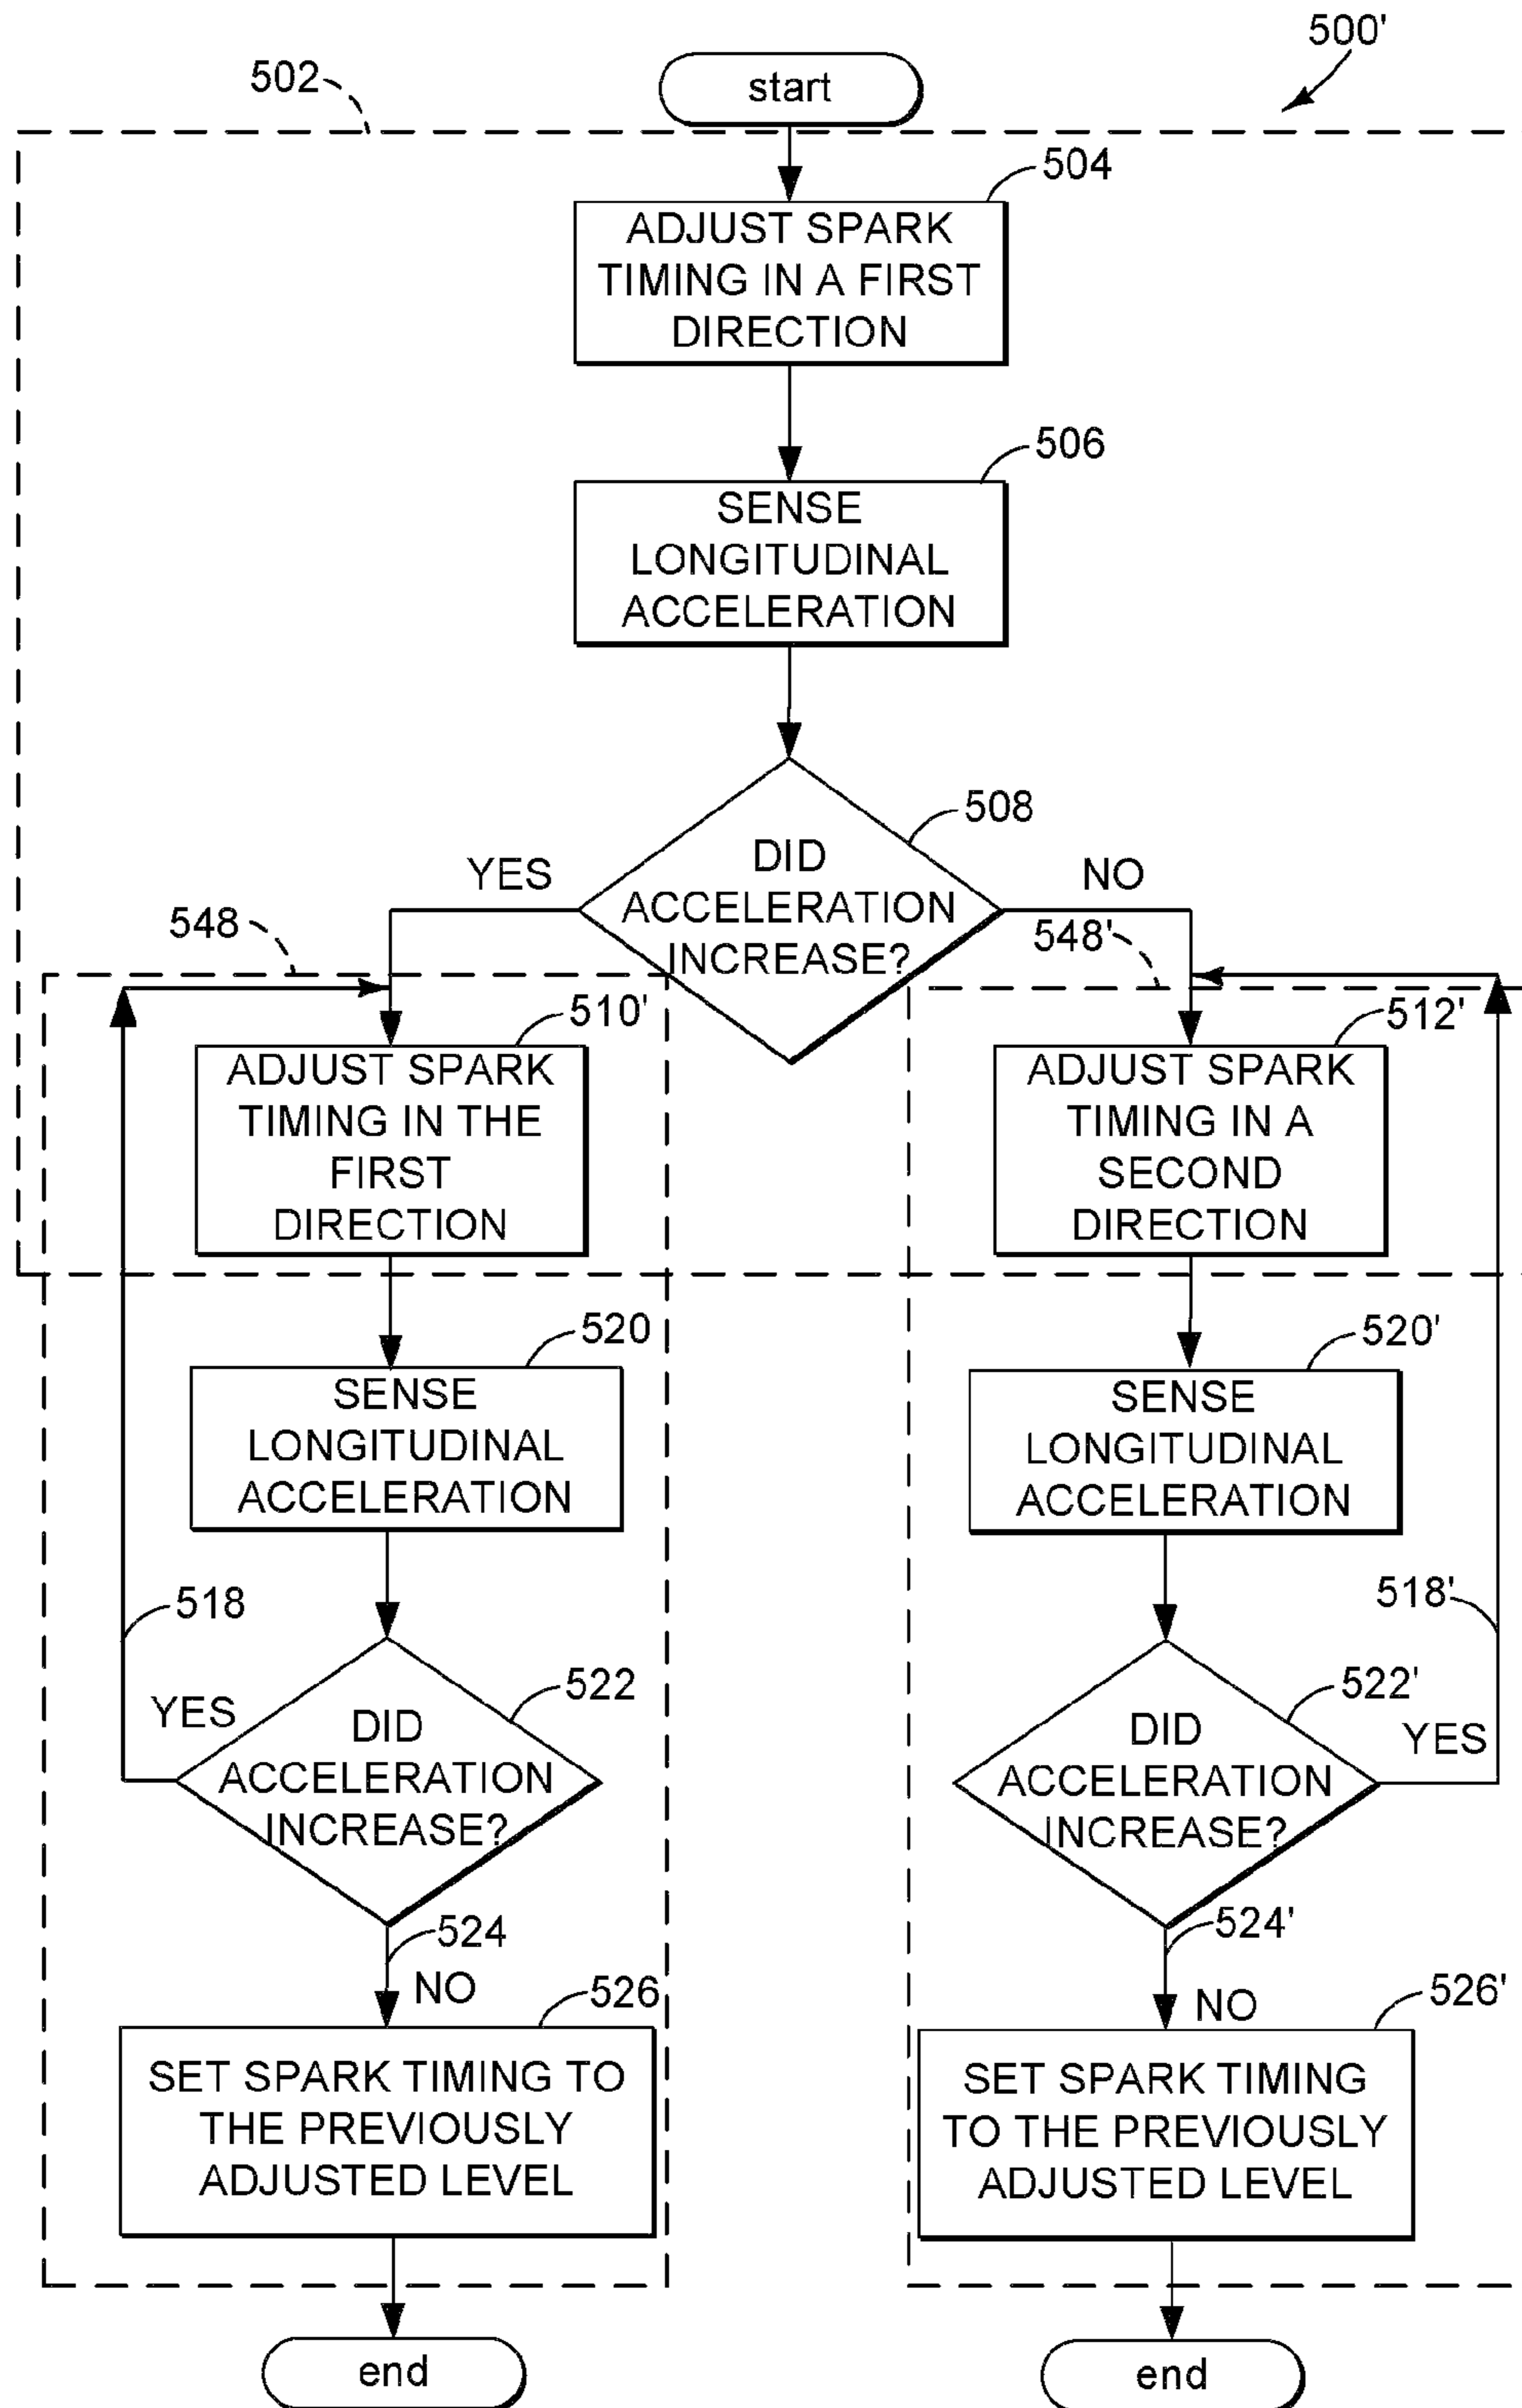 500'
502
start
504
ADJUST SPARK
TIMING IN A FIRST
DIRECTION
506
SENSE
LONGITUDINAL
ACCELERATION
508
DID
ACCELERATION
INCREASE?
YES
NO
548
548'
510'
ADJUST SPARK
TIMING IN THE
FIRST
DIRECTION
512'
ADJUST SPARK
TIMING IN A
SECOND
DIRECTION
520
SENSE
LONGITUDINAL
ACCELERATION
520'
SENSE
LONGITUDINAL
ACCELERATION
518
518'
522
YES
DID
ACCELERATION
INCREASE?
522'
YES
DID
ACCELERATION
INCREASE?
524
NO
524'
NO
526
SET SPARK TIMING TO
THE PREVIOUSLY
ADJUSTED LEVEL
526'
SET SPARK TIMING
TO THE PREVIOUSLY
ADJUSTED LEVEL
end
end